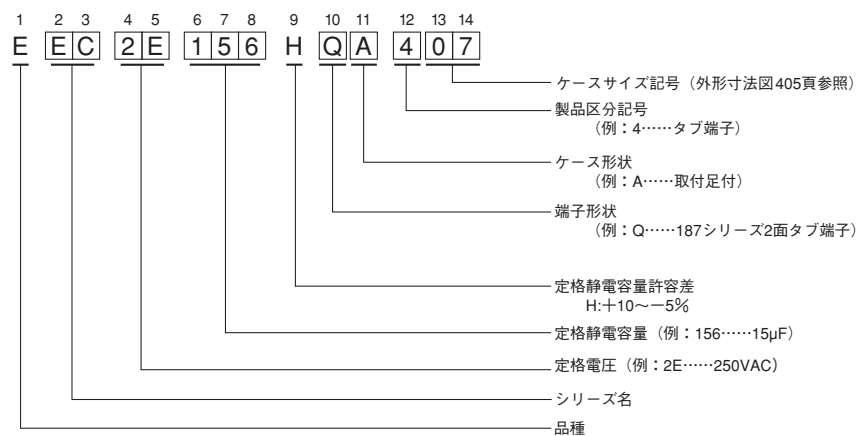 1 2 3 4 5 6 7 8 9 10 11 12 13 14
E E C 2 E 1 5 6 H Q A 4 0 7
ケースサイズ記号（外形寸法図405頁参照）
製品区分記号
（例：4……タブ端子）
ケース形状
（例：A……取付足付）
端子形状
（例：Q……187シリーズ2面タブ端子）
定格静電容量許容差
H:＋10〜－5％
定格静電容量（例：156……15µF）
定格電圧（例：2E……250VAC）
シリーズ名
品種